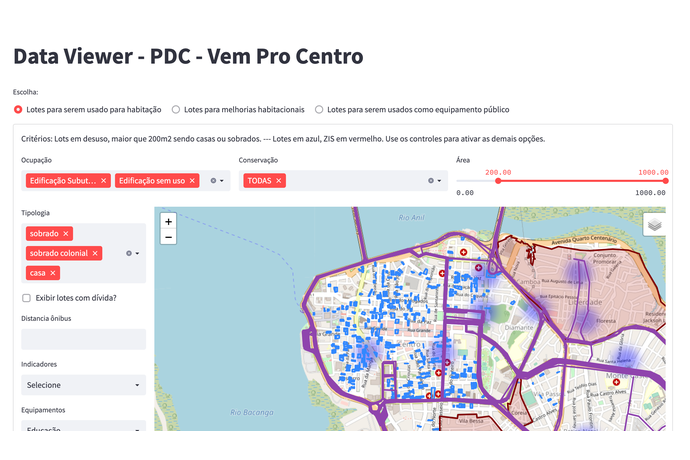 Data Viewer - PDC - Vem Pro Centro
Escolha:
Lotes para serem usado para habitação
Lotes para melhorias habitacionais
Lotes para serem usados como equipamento público
Critérios: Lots em desuso, maior que 200m2 sendo casas ou sobrados. --- Lotes em azul, ZIS em vermelho. Use os controles para ativar as demais opções.
Ocupação
Conservação
Área
Edificação Subut...
Edificação sem uso
TODAS
200.00
1000.00
0.00
1000.00
Tipologia
sobrado
sobrado colonial
casa
Exibir lotes com dívida?
Distancia ônibus
Indicadores
Selecione
Equipamentos
Educação
+
−
Rio Anil
Avenida Quarto Centenário
Conjunto
Liberdade
Floresta
Diamante
Rio Bacanga
Vila Bessa